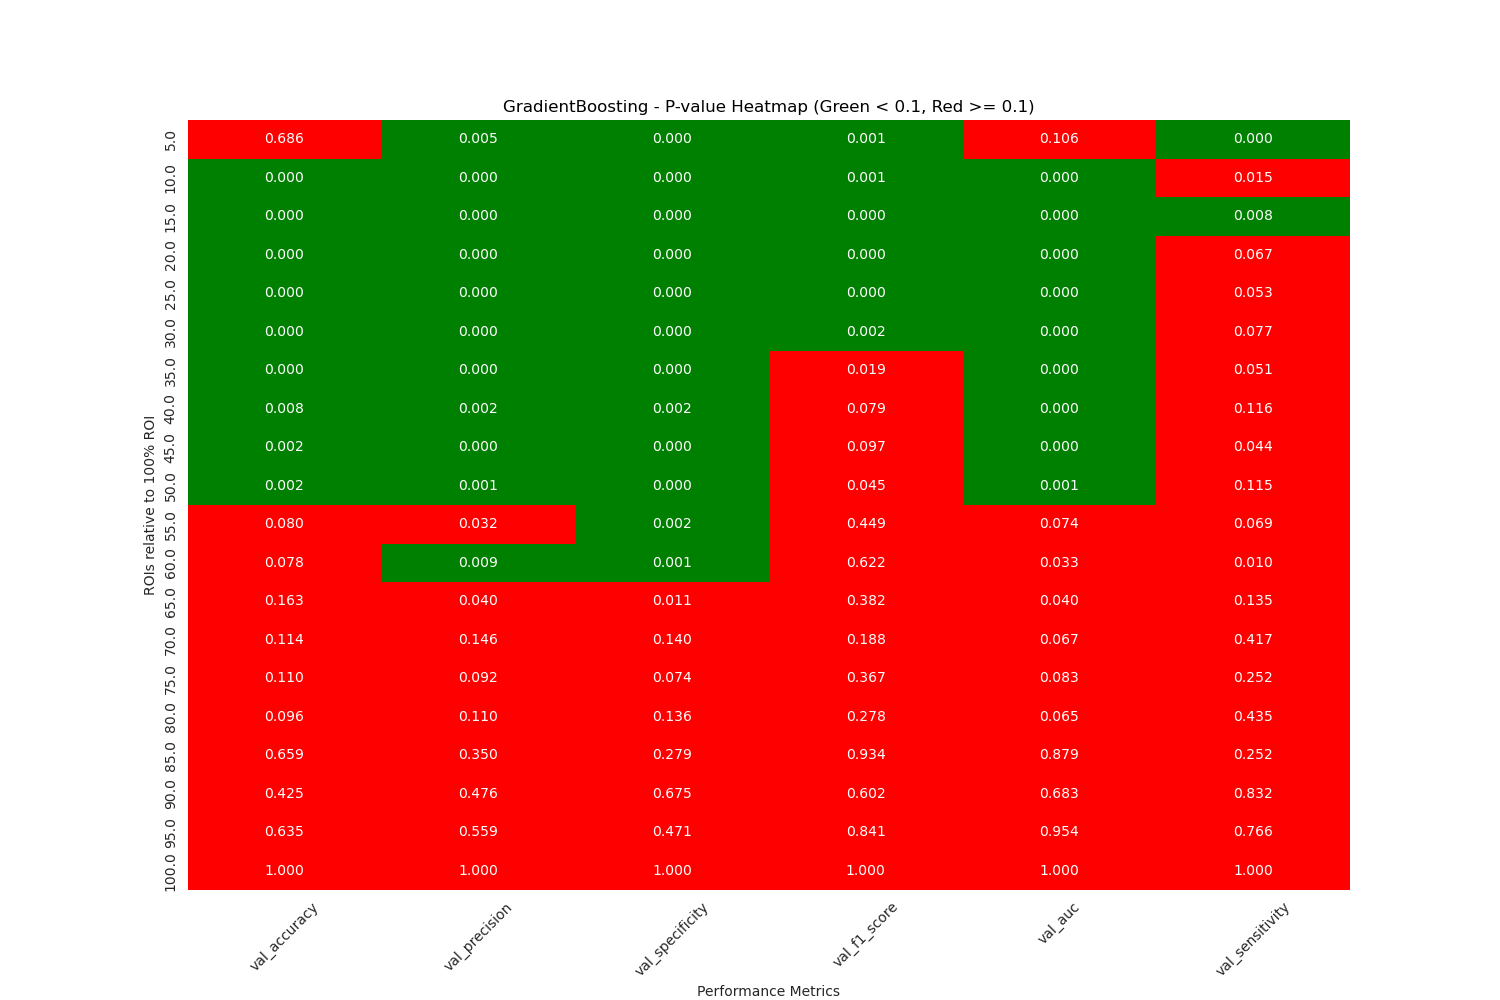 GradientBoosting - P-value Heatmap (Green < 0.1, Red >= 0.1)
ROIs relative to 100% ROI
5.0 0.686 0.005 0.000 0.001 0.106 0.000
10.0 0.000 0.000 0.000 0.001 0.000 0.015
15.0 0.000 0.000 0.000 0.000 0.000 0.008
20.0 0.000 0.000 0.000 0.000 0.000 0.067
25.0 0.000 0.000 0.000 0.000 0.000 0.053
30.0 0.000 0.000 0.000 0.002 0.000 0.077
35.0 0.000 0.000 0.000 0.019 0.000 0.051
40.0 0.008 0.002 0.002 0.079 0.000 0.116
45.0 0.002 0.000 0.000 0.097 0.000 0.044
50.0 0.002 0.001 0.000 0.045 0.001 0.115
55.0 0.080 0.032 0.002 0.449 0.074 0.069
60.0 0.078 0.009 0.001 0.622 0.033 0.010
65.0 0.163 0.040 0.011 0.382 0.040 0.135
70.0 0.114 0.146 0.140 0.188 0.067 0.417
75.0 0.110 0.092 0.074 0.367 0.083 0.252
80.0 0.096 0.110 0.136 0.278 0.065 0.435
85.0 0.659 0.350 0.279 0.934 0.879 0.252
90.0 0.425 0.476 0.675 0.602 0.683 0.832
95.0 0.635 0.559 0.471 0.841 0.954 0.766
100.0 1.000 1.000 1.000 1.000 1.000 1.000
val_accuracy val_precision val_specificity val_f1_score val_auc val_sensitivity
Performance Metrics